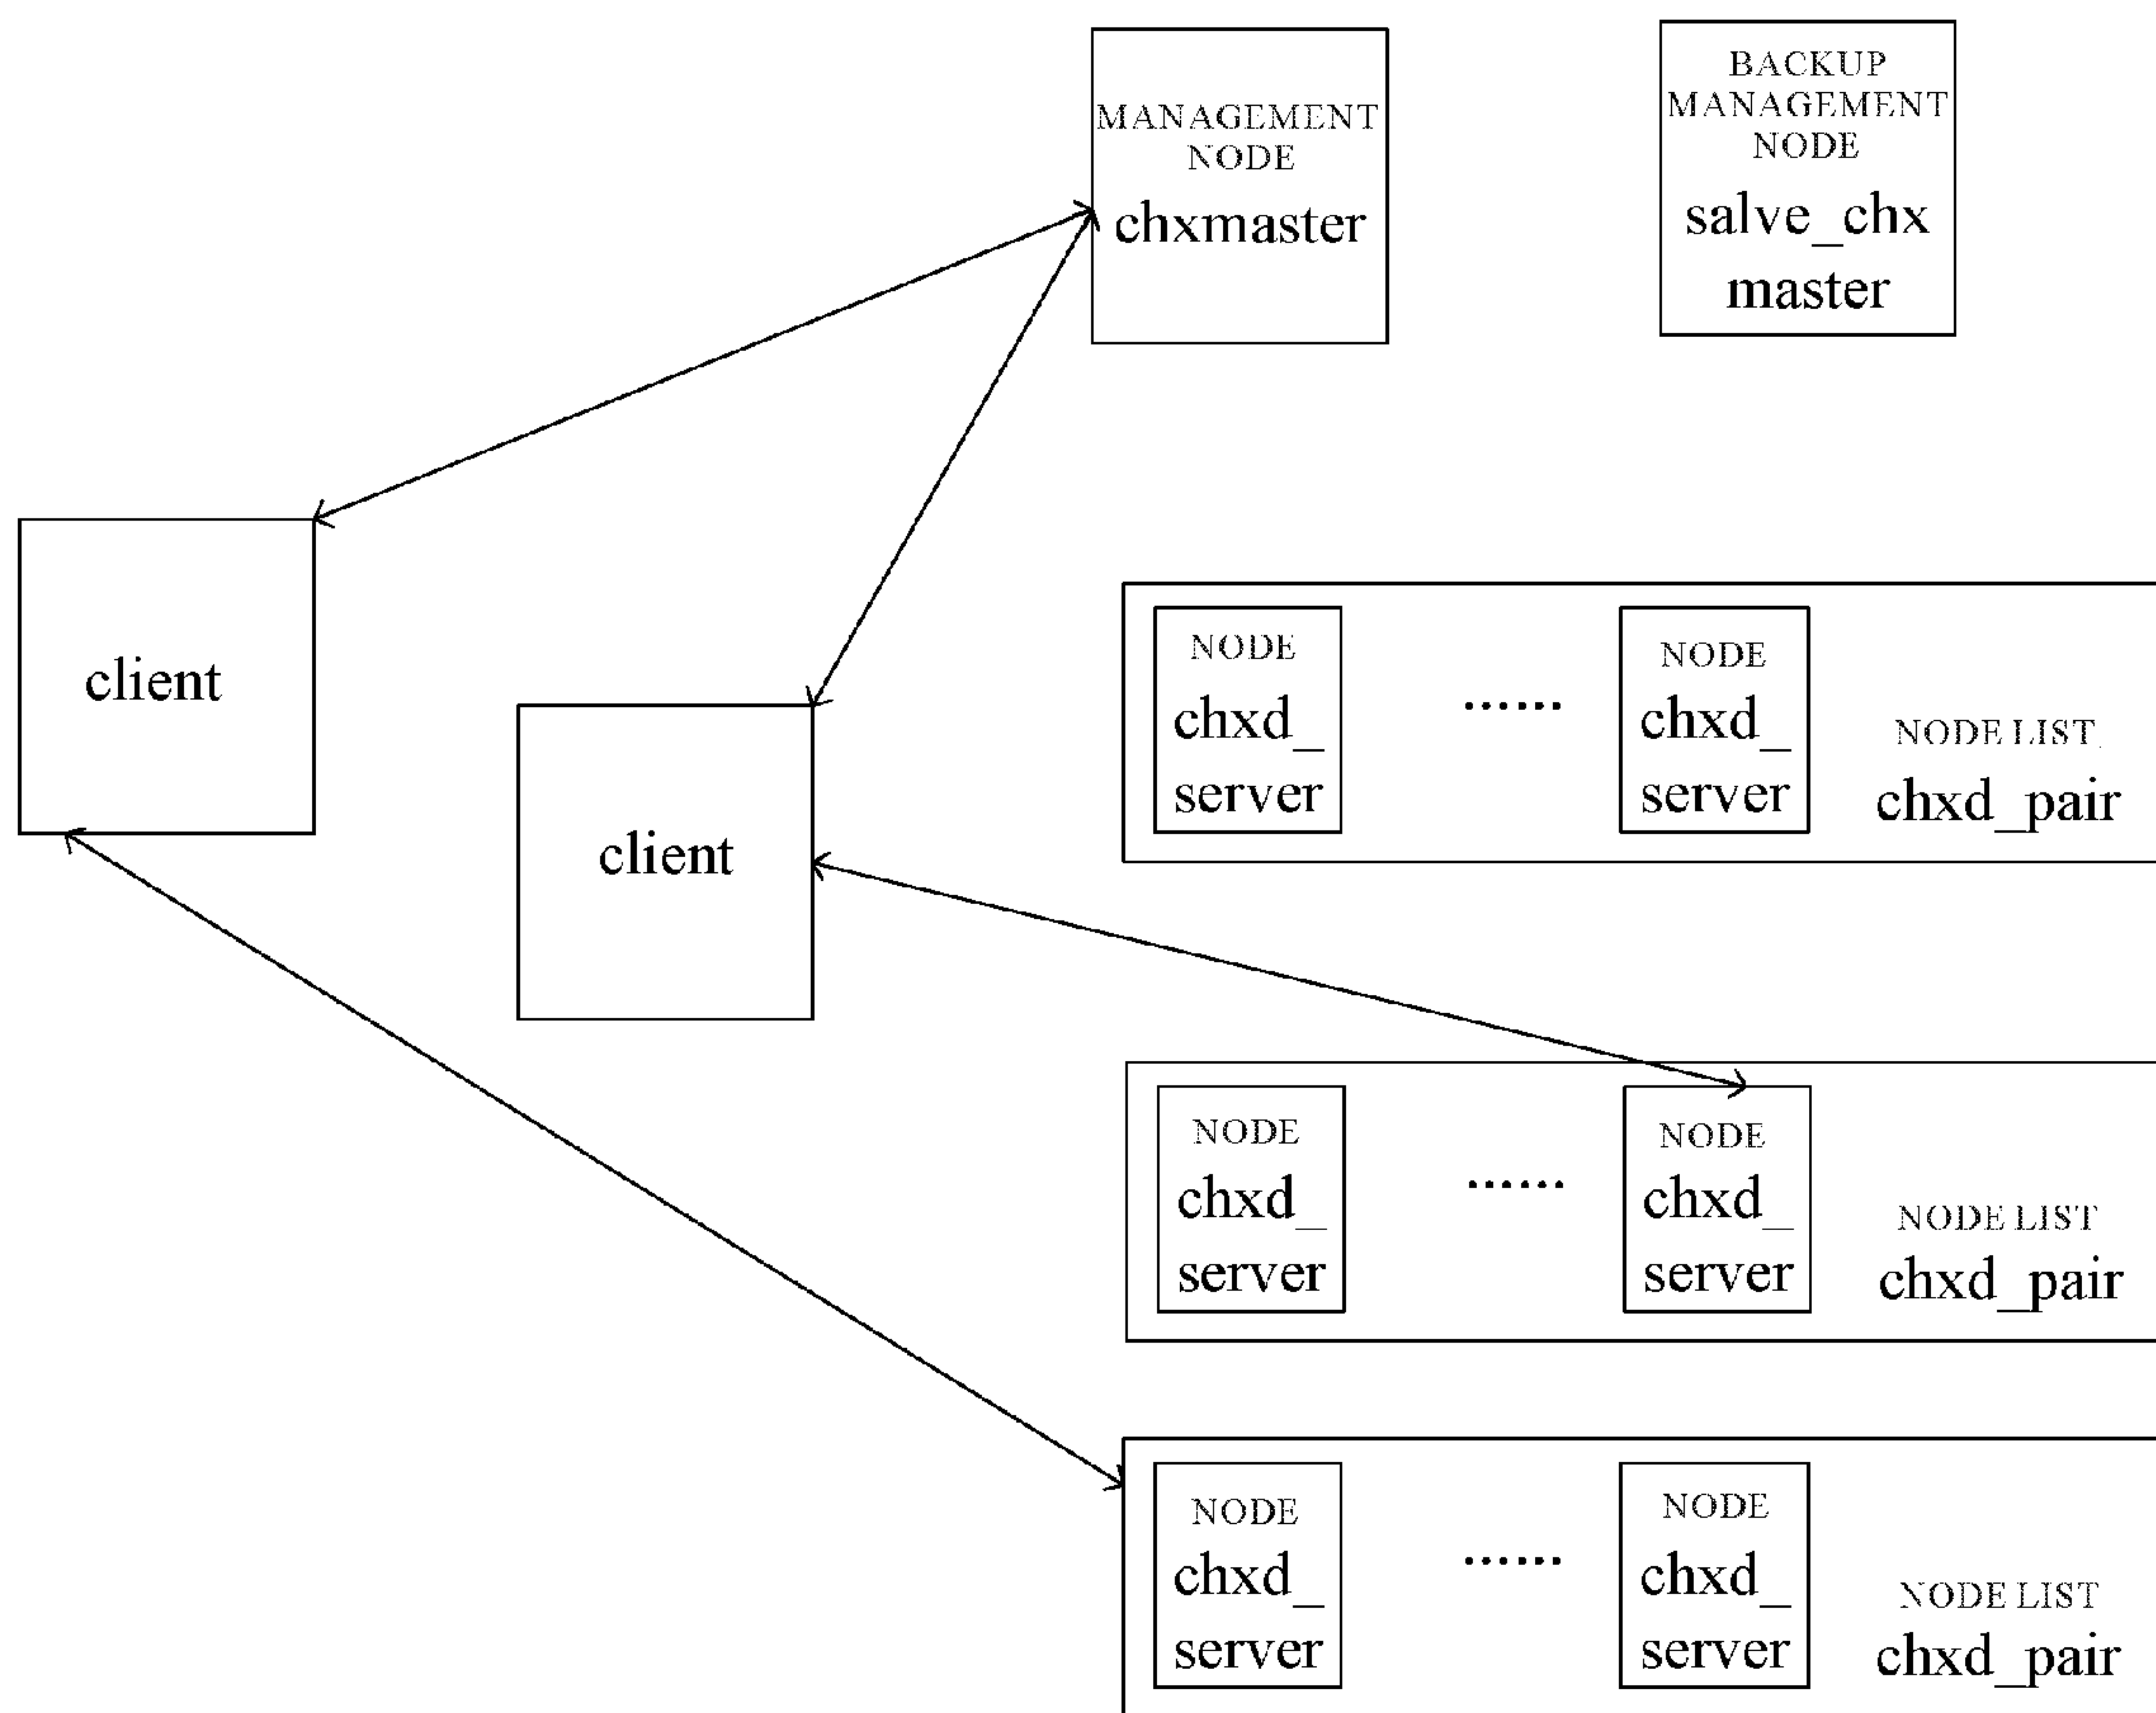 MANAGEMENT
NODE
chxmaster
BACKUP
MANAGEMENT
NODE
salve_chx
master
client
client
NODE
chxd_
server
......
NODE
chxd_
server
NODE LIST
chxd_pair
NODE
chxd_
server
......
NODE
chxd_
server
NODE LIST
chxd_pair
NODE
chxd_
server
......
NODE
chxd_
server
NODE LIST
chxd_pair